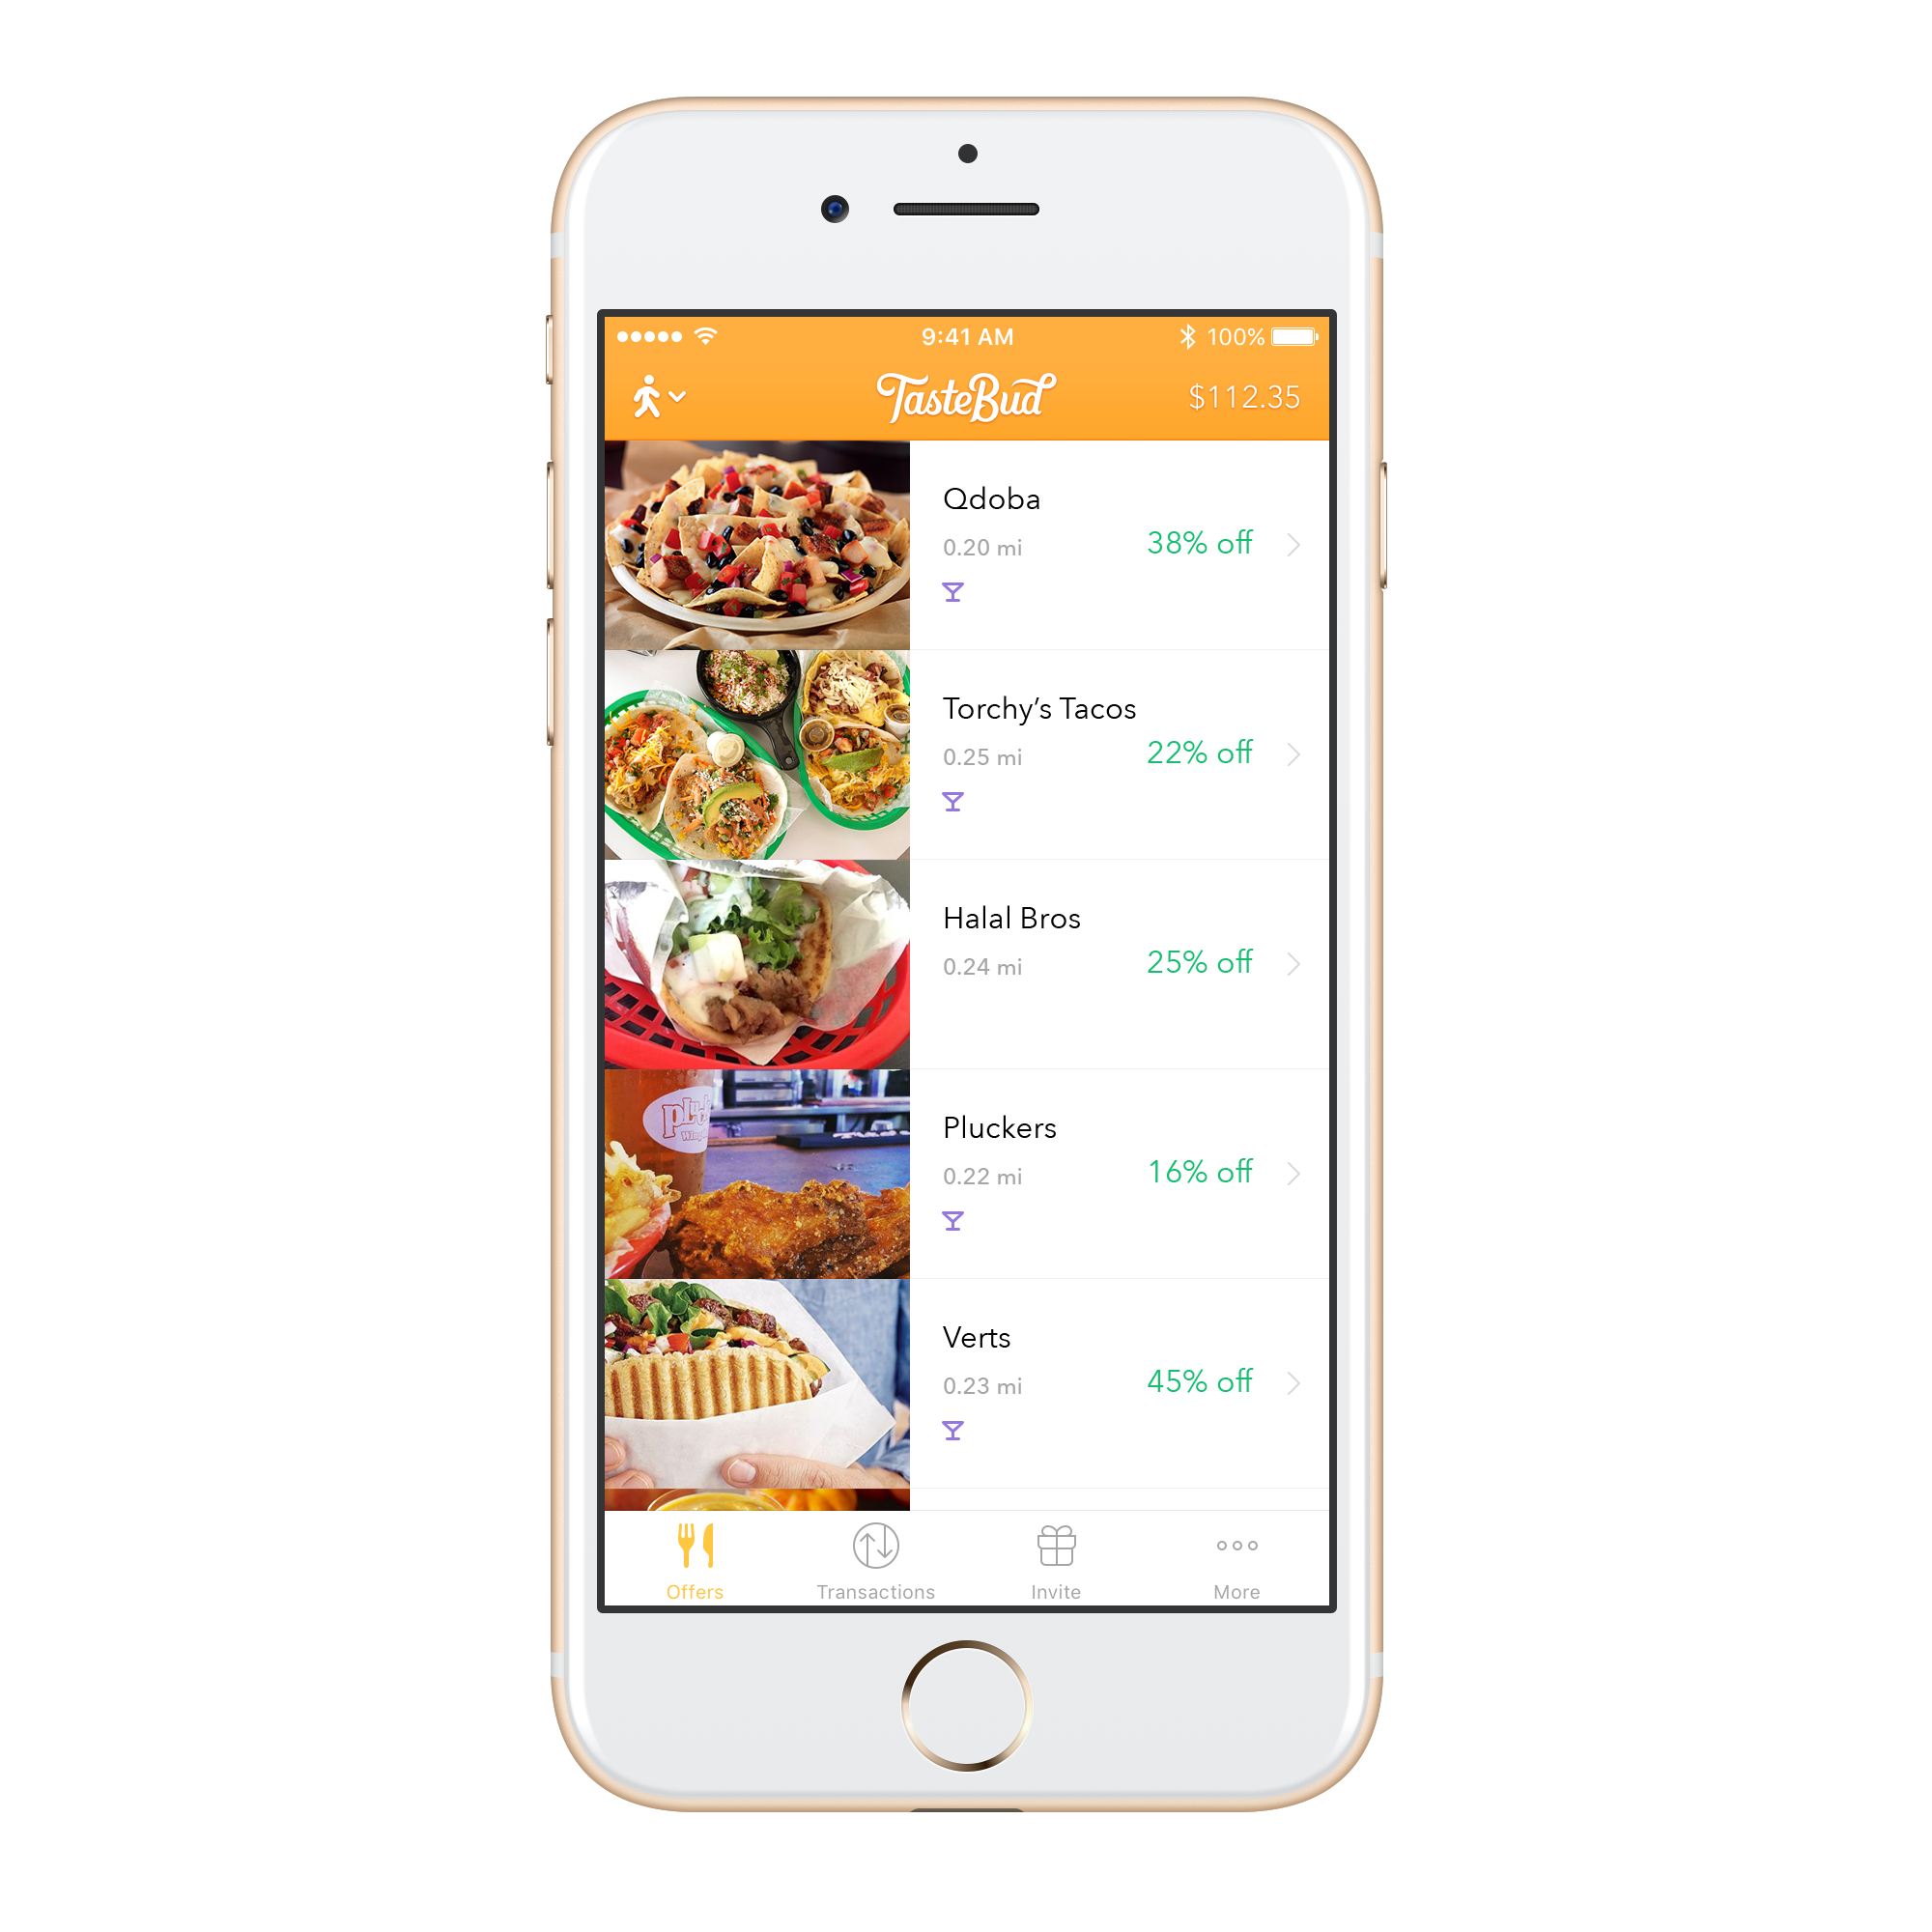 9:41 AM
100%
TasteBud
$112.35
Qdoba
0.20 mi
38% off
Torchy’s Tacos
0.25 mi
22% off
Halal Bros
0.24 mi
25% off
Pluckers
0.22 mi
16% off
Verts
0.23 mi
45% off
Offers
Transactions
Invite
More